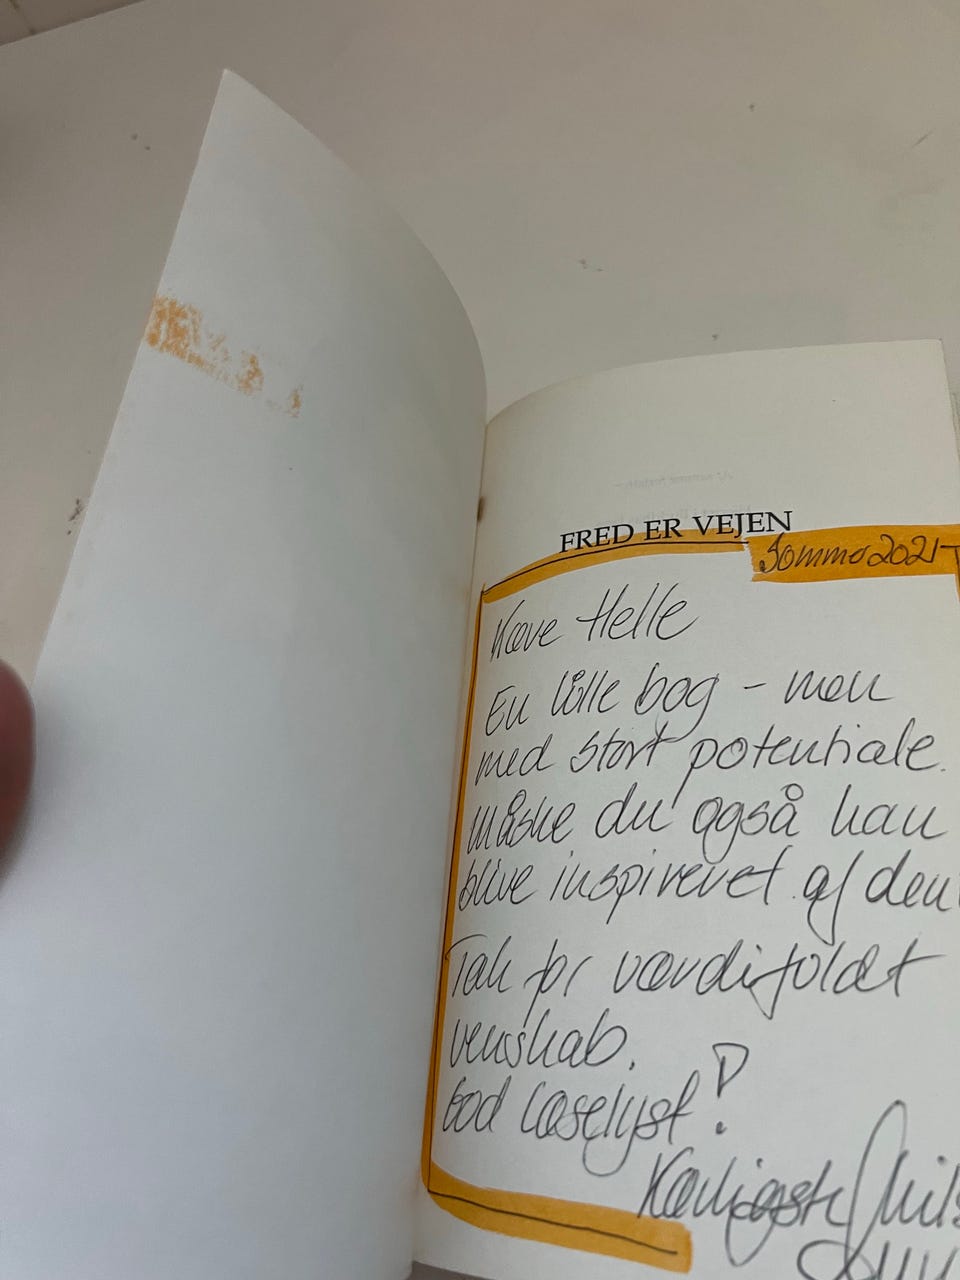 FRED ER VEJEN
Sommer 2021
Kære Helle
En lille bog - men
med stort potentiale.
Måske du også kan
blive inspireret af den
Tak for værdifuldt
venskab.
God læselyst!
Kærligste